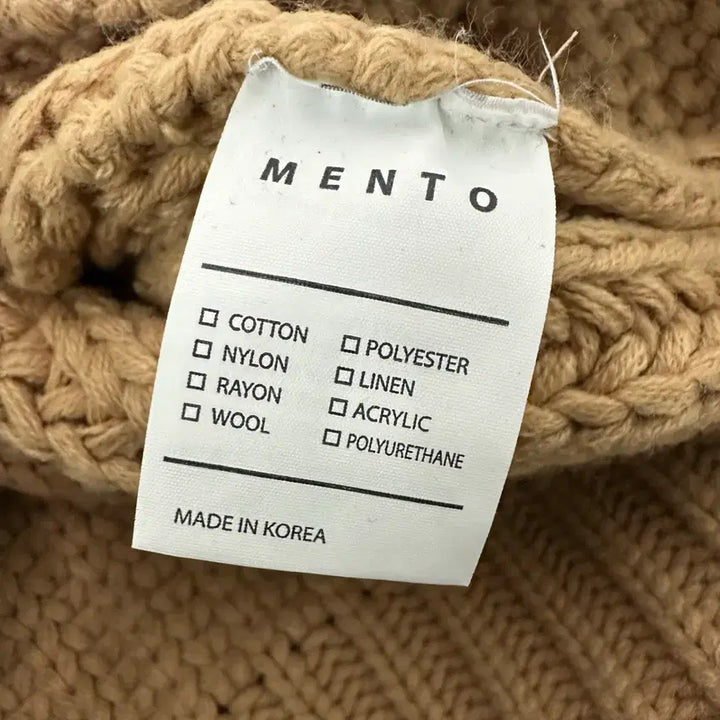 MENTO
☐ COTTON ☐ POLYESTER
☐ NYLON ☐ LINEN
☐ RAYON ☐ ACRYLIC
☐ WOOL ☐ POLYURETHANE
MADE IN KOREA